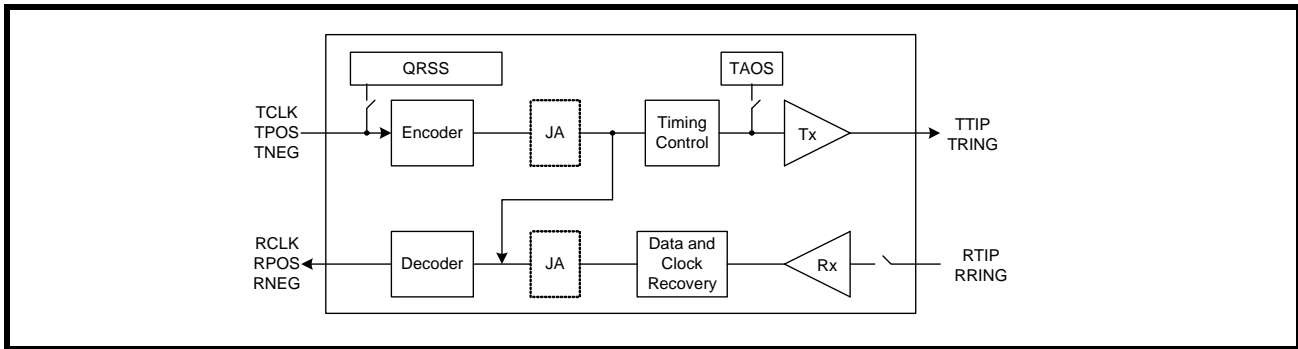 QRSS
TAOS
TCLK
TPOS
TNEG
Encoder
JA
Timing
Control
Tx
TTIP
TRING
RCLK
RPOS
RNEG
Decoder
JA
Data and
Clock
Recovery
Rx
RTIP
RRING